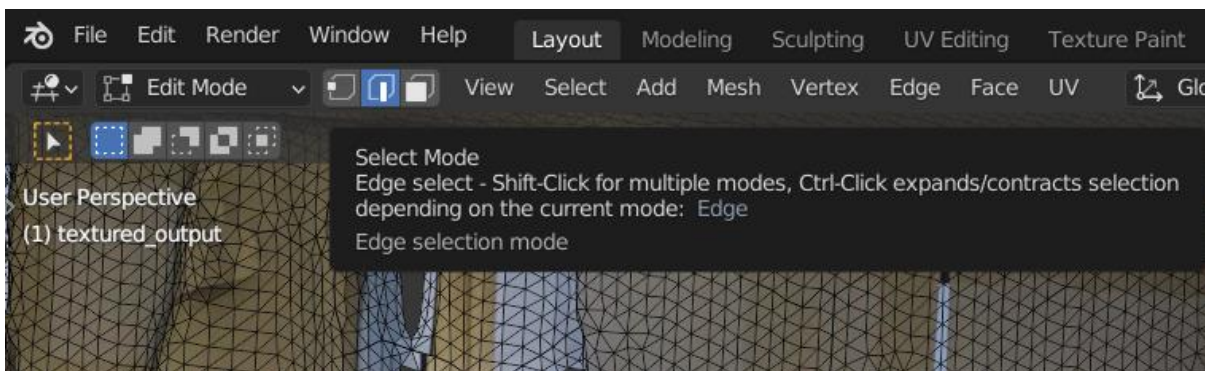 File Edit Render Window Help Layout Modeling Sculpting UV Editing Texture Paint
Edit Mode View Select Add Mesh Vertex Edge Face UV
Select Mode
Edge select - Shift-Click for multiple modes, Ctrl-Click expands/contracts selection
depending on the current mode: Edge
Edge selection mode
User Perspective
(1) textured_output